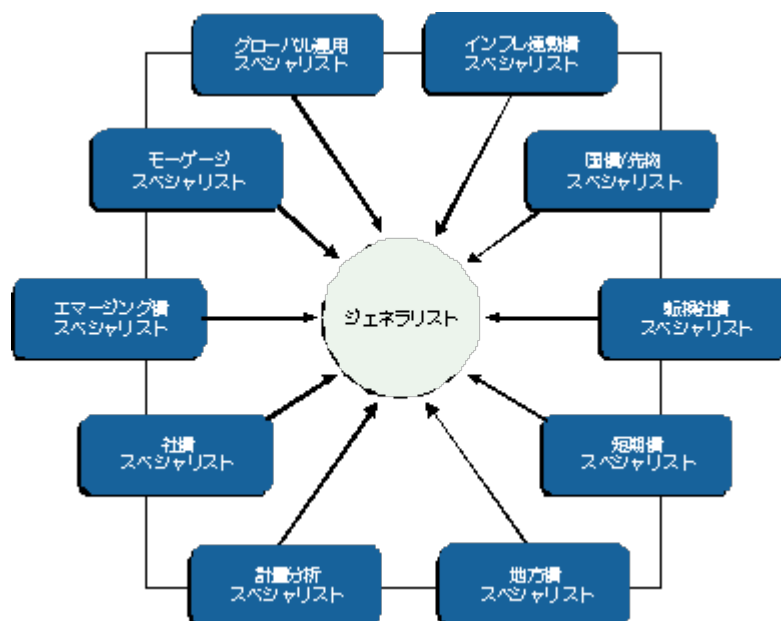 グローバル運用
スペシャリスト
インフレ連動債
スペシャリスト
モーゲージ
スペシャリスト
国債/先物
スペシャリスト
エマージング債
スペシャリスト
ジェネラリスト
転換社債
スペシャリスト
社債
スペシャリスト
短期債
スペシャリスト
計量分析
スペシャリスト
地方債
スペシャリスト